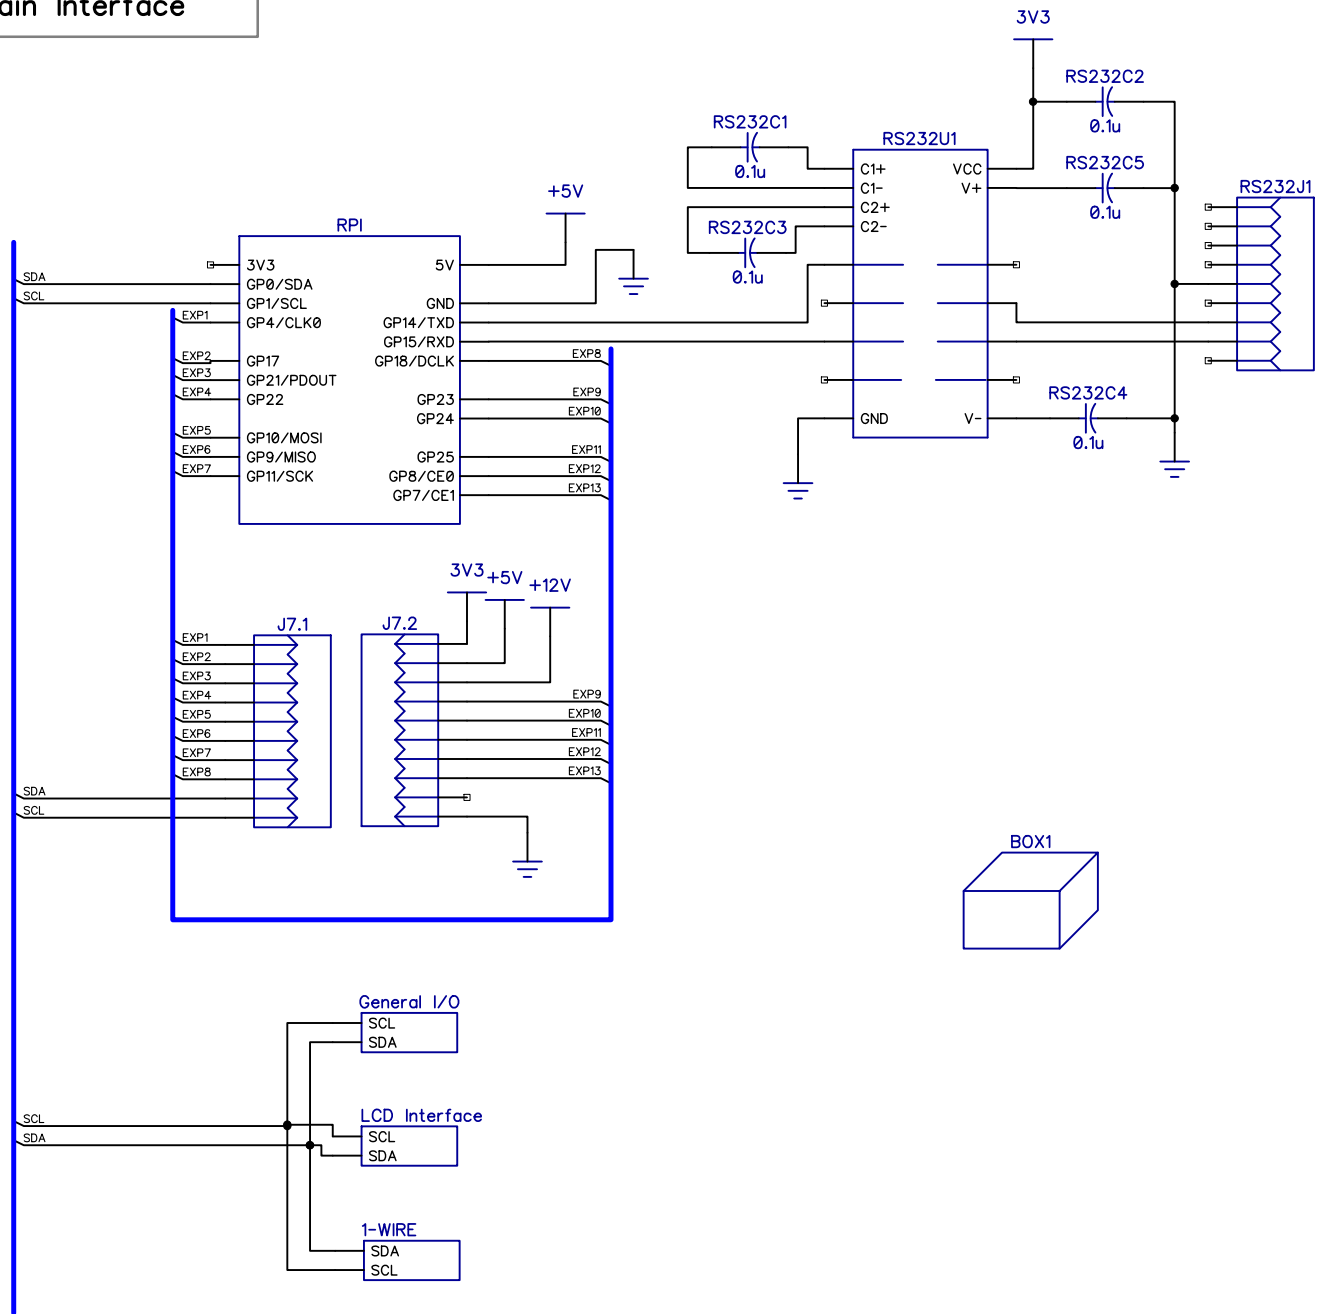 ain Interface
3V3
RS232C2
0.1u
RS232C1
0.1u
RS232U1
C1+
C1-
C2+
C2-
GND
VCC
V+
V-
RS232C5
0.1u
RS232C3
0.1u
RS232J1
RS232C4
0.1u
+5V
RPI
3V3
GP0/SDA
GP1/SCL
GP4/CLK0
GP17
GP21/PDOUT
GP22
GP10/MOSI
GP9/MISO
GP11/SCK
5V
GND
GP14/TXD
GP15/RXD
GP18/DCLK
GP23
GP24
GP25
GP8/CE0
GP7/CE1
SDA
SCL
EXP1
EXP2
EXP3
EXP4
EXP5
EXP6
EXP7
EXP8
EXP9
EXP10
EXP11
EXP12
EXP13
3V3
+5V
+12V
J7.1
J7.2
EXP1
EXP2
EXP3
EXP4
EXP5
EXP6
EXP7
EXP8
SDA
SCL
EXP9
EXP10
EXP11
EXP12
EXP13
BOX1
General I/O
SCL
SDA
SCL
SDA
LCD Interface
SCL
SDA
1-WIRE
SDA
SCL